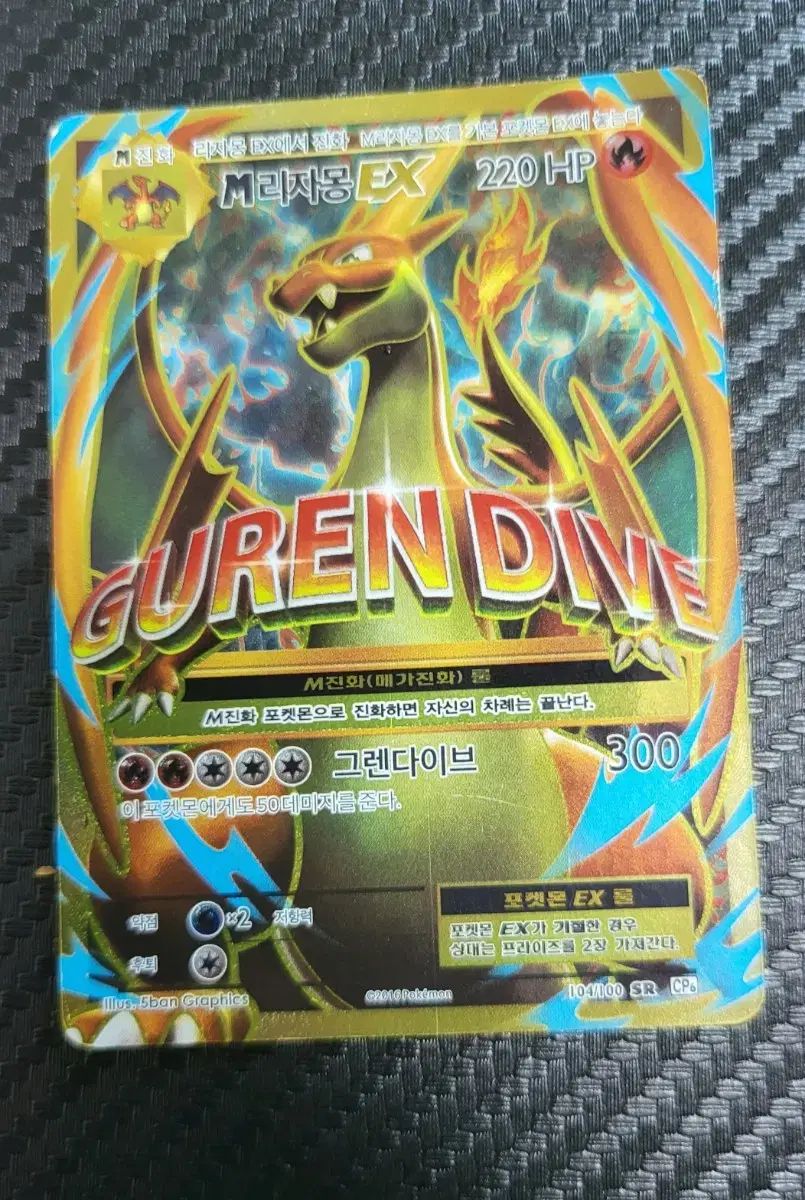 M진화 리자몽 EX에서 진화 M리자몽 EX를 기본 포켓몬 EX에 놓는다
M리자몽EX 220 HP
GUREN DIVE
M진화(메가진화) 룰
M진화 포켓몬으로 진화하면 자신의 차례는 끝난다.
그렌다이브 300
이 포켓몬에게도 50데미지를 준다.
약점 ×2 저항력
후퇴
포켓몬 EX 룰
포켓몬 EX가 기절한 경우
상대는 프라이즈를 2장 가져간다.
Illus. 5ban Graphics ©2016 Pokémon 104/100 SR CP6